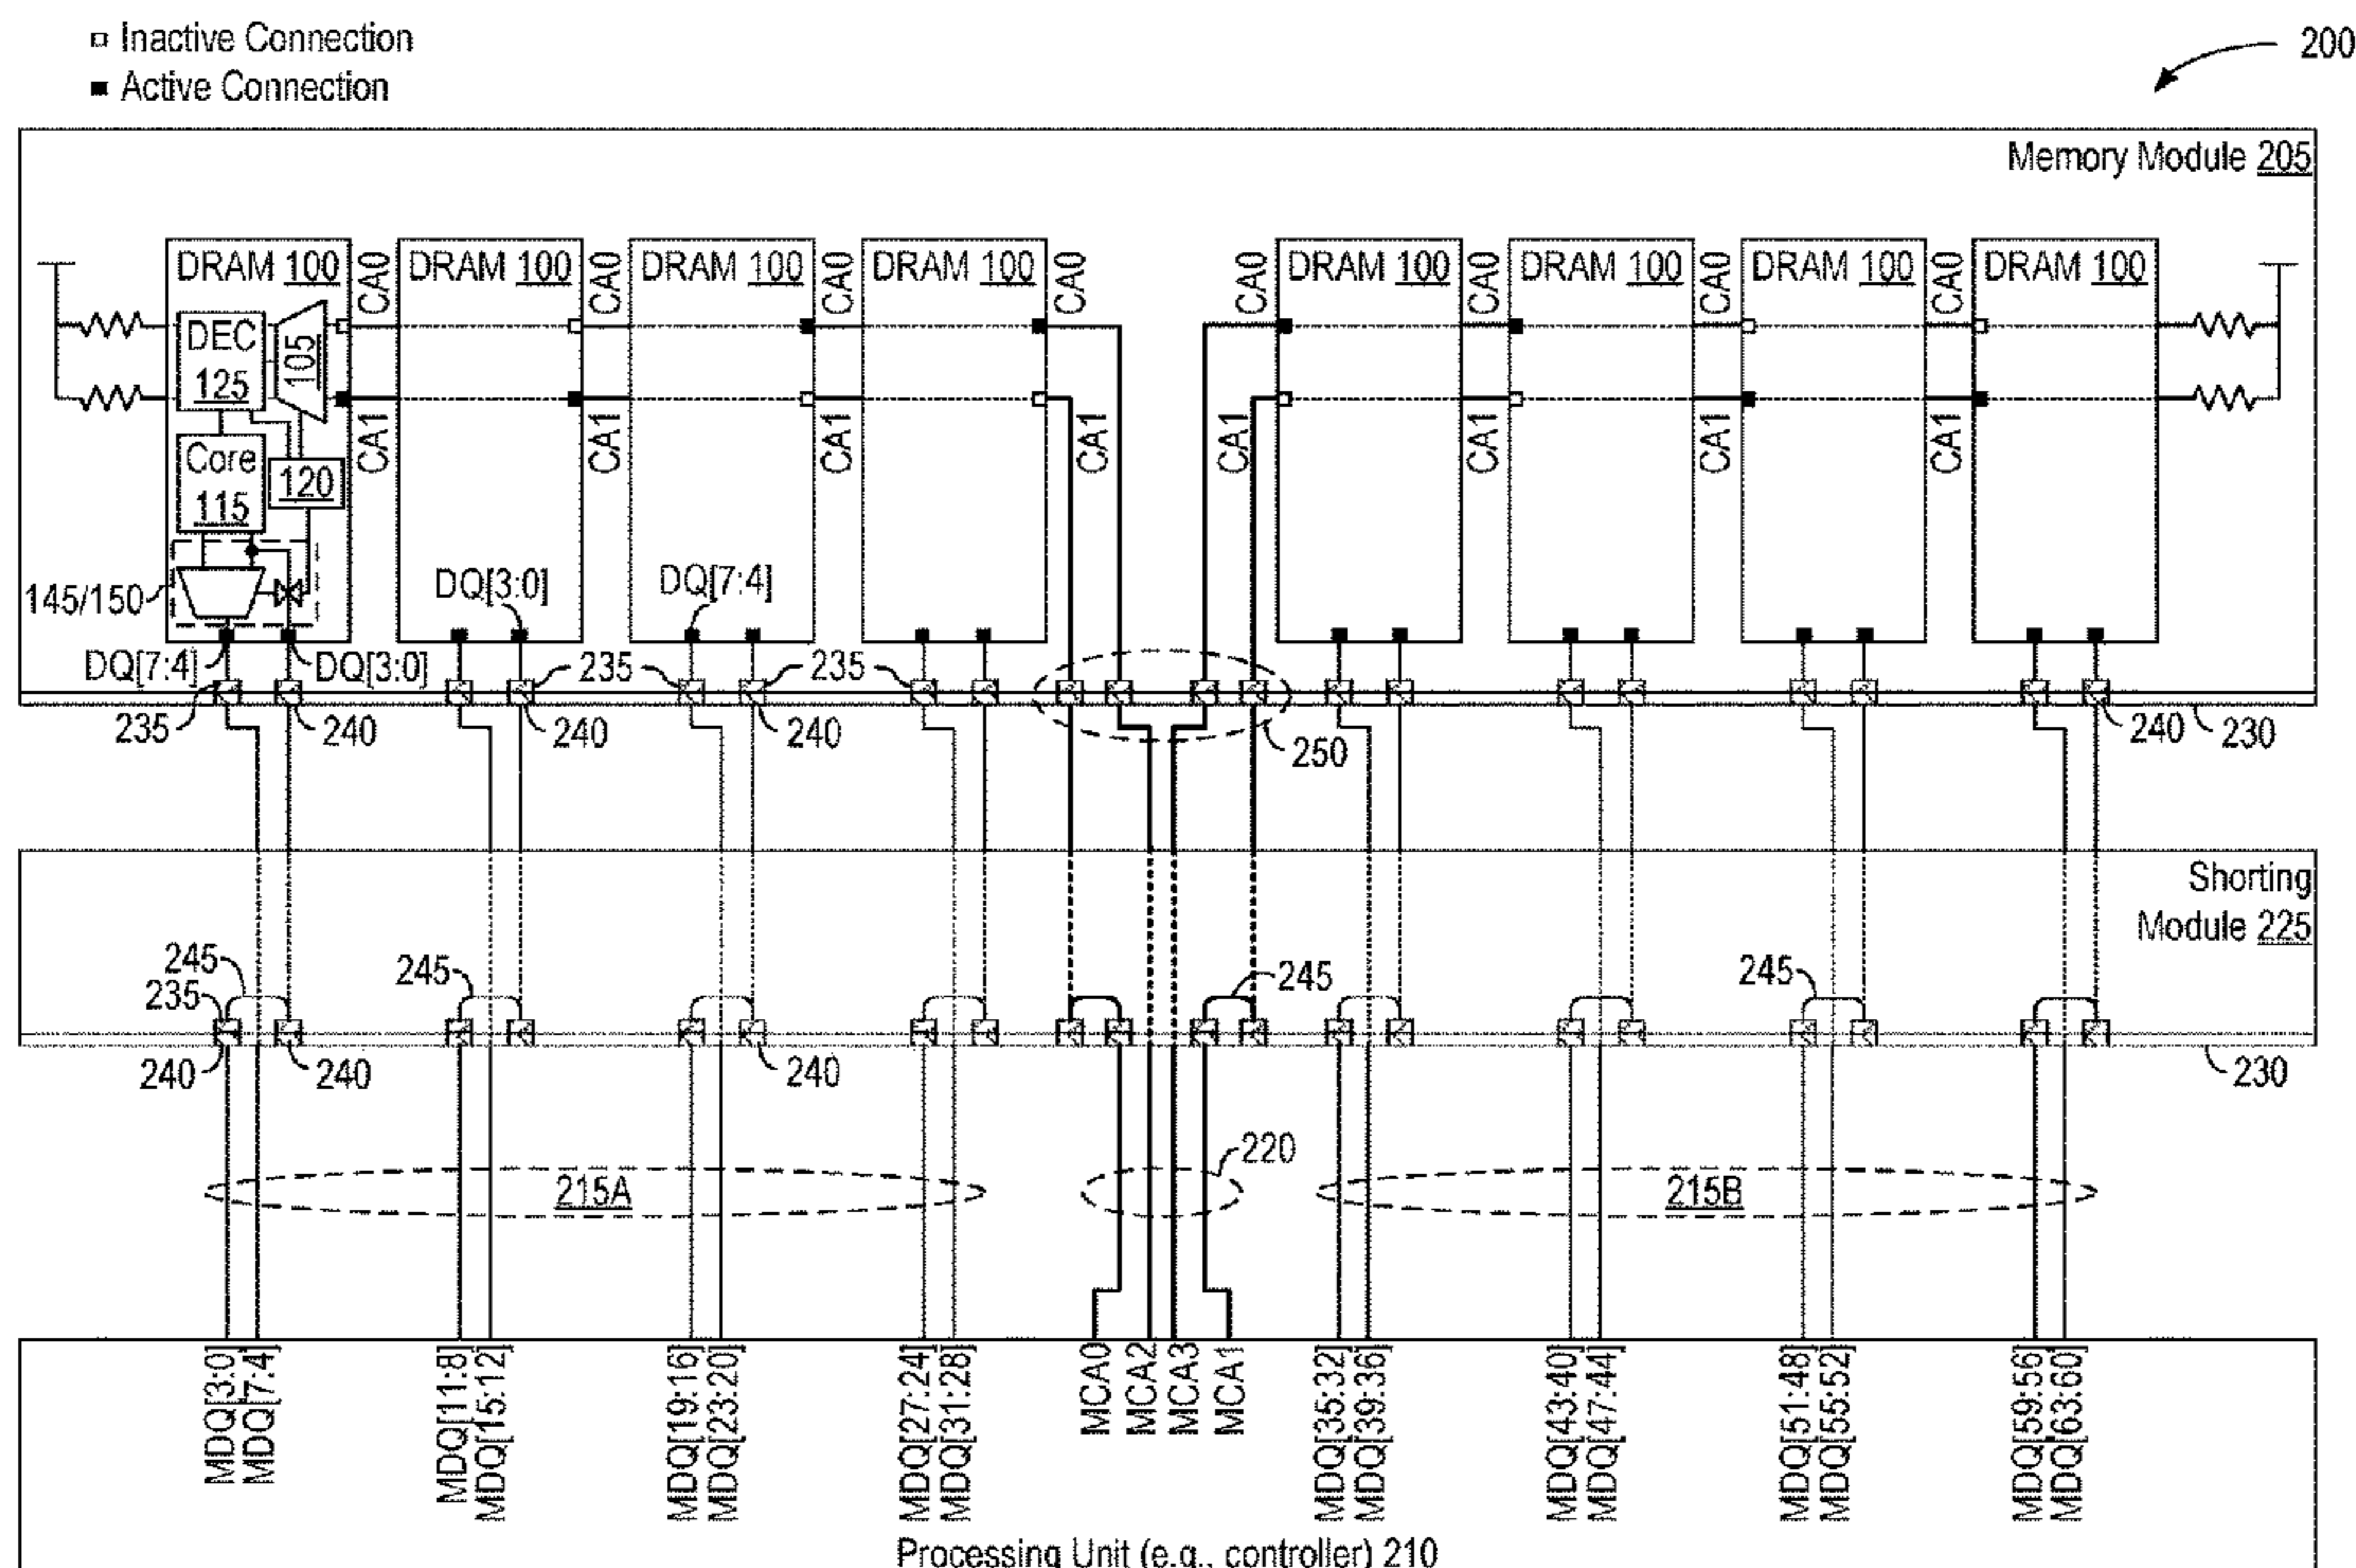 Inactive Connection
200
Active Connection
Memory Module 205
DRAM 100
CA0
DRAM 100
CA0
DRAM 100
CA0
DRAM 100
CA0
CA0
DRAM 100
CA0
DRAM 100
CA0
DRAM 100
CA0
DRAM 100
DEC
125
105
CA1
CA1
CA1
CA1
CA1
CA1
CA1
CA1
Core
115
120
145/150
DQ[3:0]
DQ[7:4]
DQ[7:4]
DQ[3:0]
235
235
235
240
240
240
250
240
230
Shorting
Module 225
245
235
245
245
245
240
240
240
230
215A
220
215B
MDQ[3:0]
MDQ[7:4]
MDQ[11:8]
MDQ[15:12]
MDQ[19:16]
MDQ[23:20]
MDQ[27:24]
MDQ[31:28]
MCA0
MCA2
MCA3
MCA1
MDQ[35:32]
MDQ[39:36]
MDQ[43:40]
MDQ[47:44]
MDQ[51:48]
MDQ[55:52]
MDQ[59:56]
MDQ[63:60]
Processing Unit (e.g., controller) 210